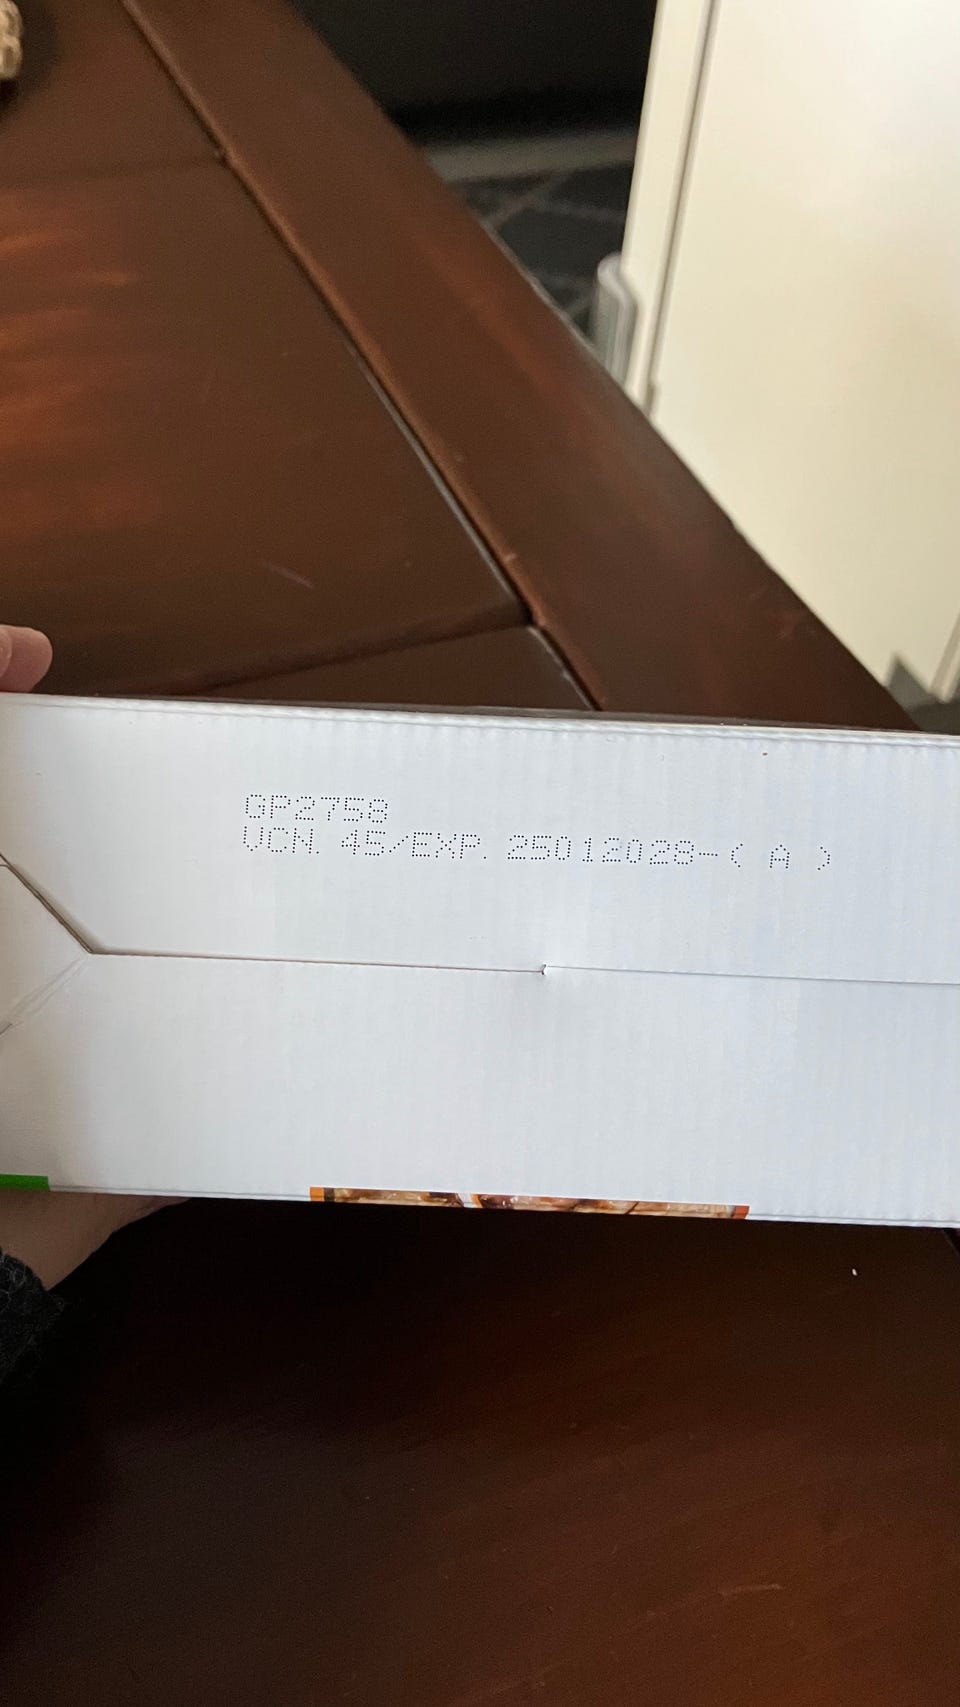 GP2758
VCN. 45/EXP. 25012028-( A )